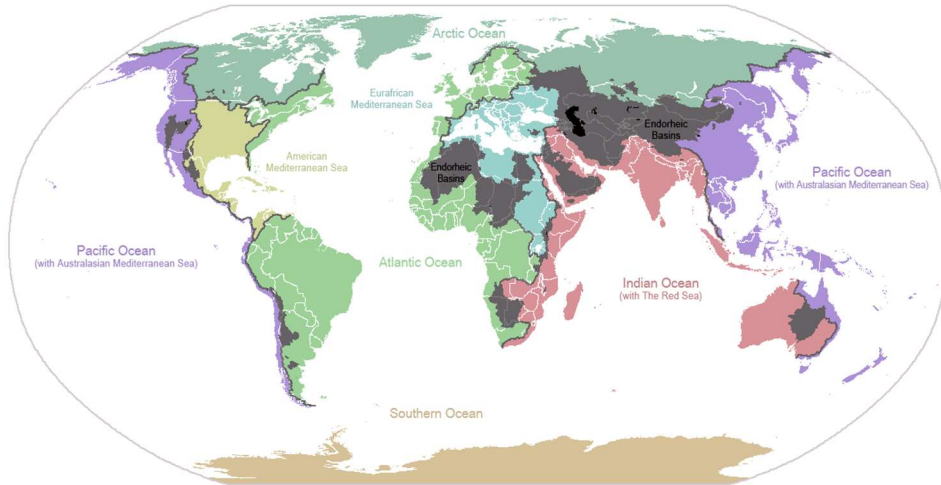 Arctic Ocean
Eurafrican
Mediterranean Sea
Endorheic
Basins
American
Mediterranean Sea
Endorheic
Basins
Pacific Ocean
(with Australasian Mediterranean Sea)
Pacific Ocean
(with Australasian Mediterranean Sea)
Atlantic Ocean
Indian Ocean
(with The Red Sea)
Southern Ocean